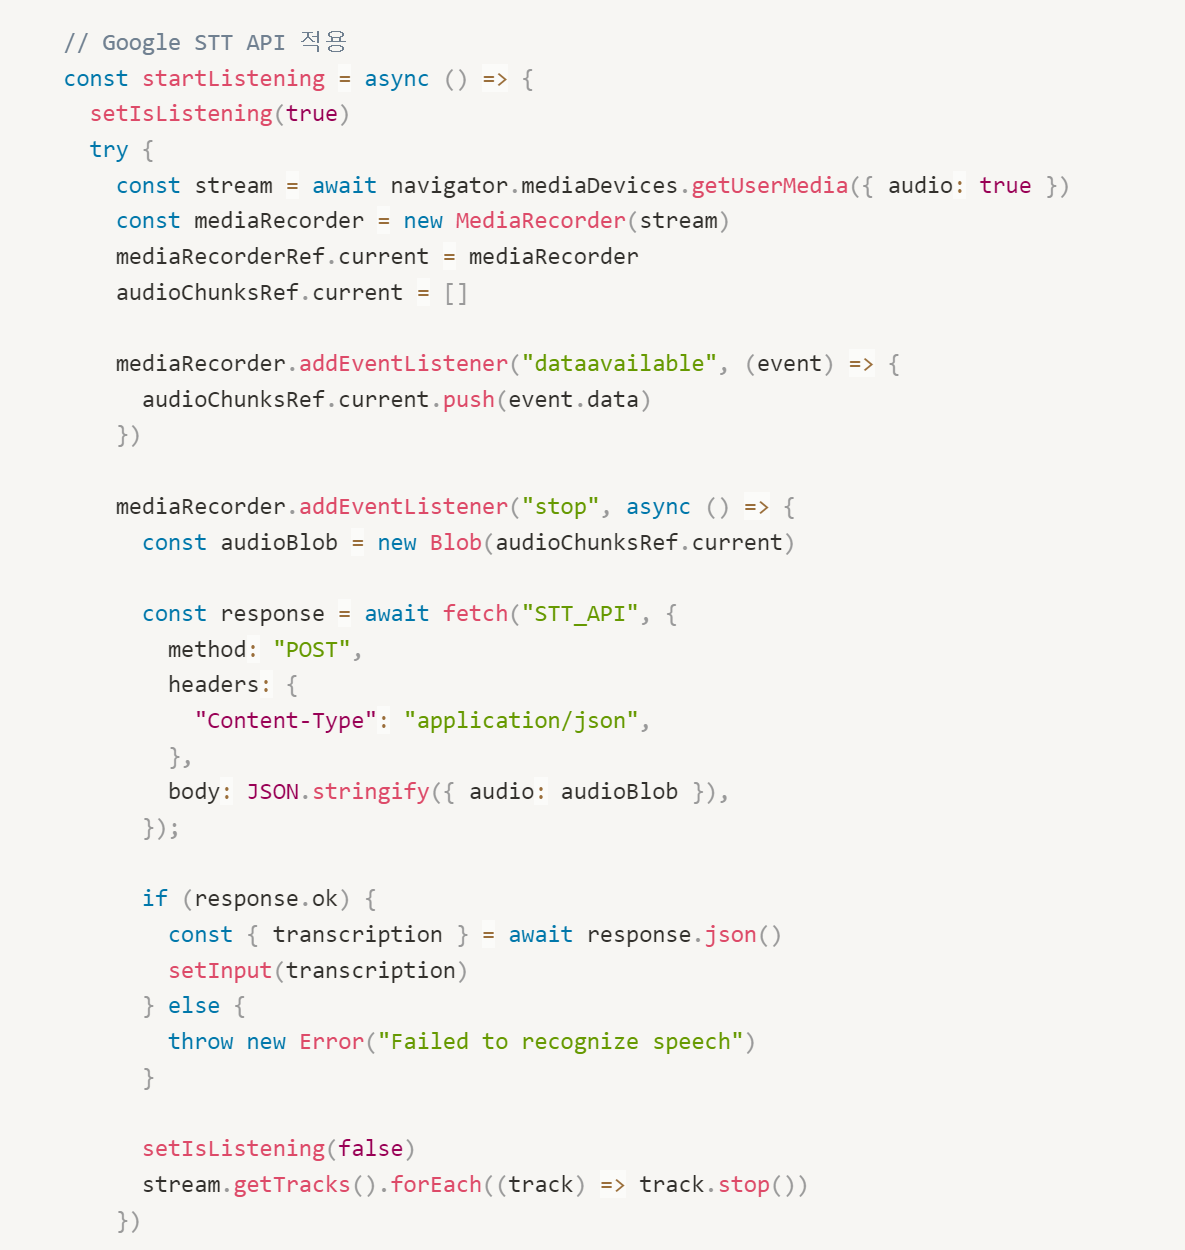 // Google STT API 적용
const startListening = async () => {
  setIsListening(true)
  try {
    const stream = await navigator.mediaDevices.getUserMedia({ audio: true })
    const mediaRecorder = new MediaRecorder(stream)
    mediaRecorderRef.current = mediaRecorder
    audioChunksRef.current = []

    mediaRecorder.addEventListener("dataavailable", (event) => {
      audioChunksRef.current.push(event.data)
    })

    mediaRecorder.addEventListener("stop", async () => {
      const audioBlob = new Blob(audioChunksRef.current)

      const response = await fetch("STT_API", {
        method: "POST",
        headers: {
          "Content-Type": "application/json",
        },
        body: JSON.stringify({ audio: audioBlob }),
      });

      if (response.ok) {
        const { transcription } = await response.json()
        setInput(transcription)
      } else {
        throw new Error("Failed to recognize speech")
      }

      setIsListening(false)
      stream.getTracks().forEach((track) => track.stop())
    })